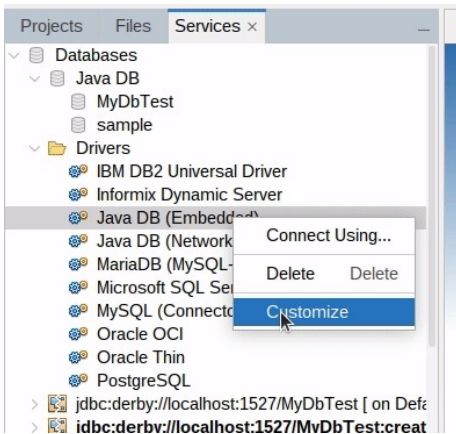 Projects Files Services ×
Databases
Java DB
MyDbTest
sample
Drivers
IBM DB2 Universal Driver
Informix Dynamic Server
Java DB (Embedded)
Java DB (Network
MariaDB (MySQL-
Microsoft SQL Se
MySQL (Connecto
Oracle OCI
Oracle Thin
PostgreSQL
jdbc:derby://localhost:1527/MyDbTest [ on Defa
jdbc:derby://localhost:1527/MyDbTest;creat
Connect Using...
Delete Delete
Customize